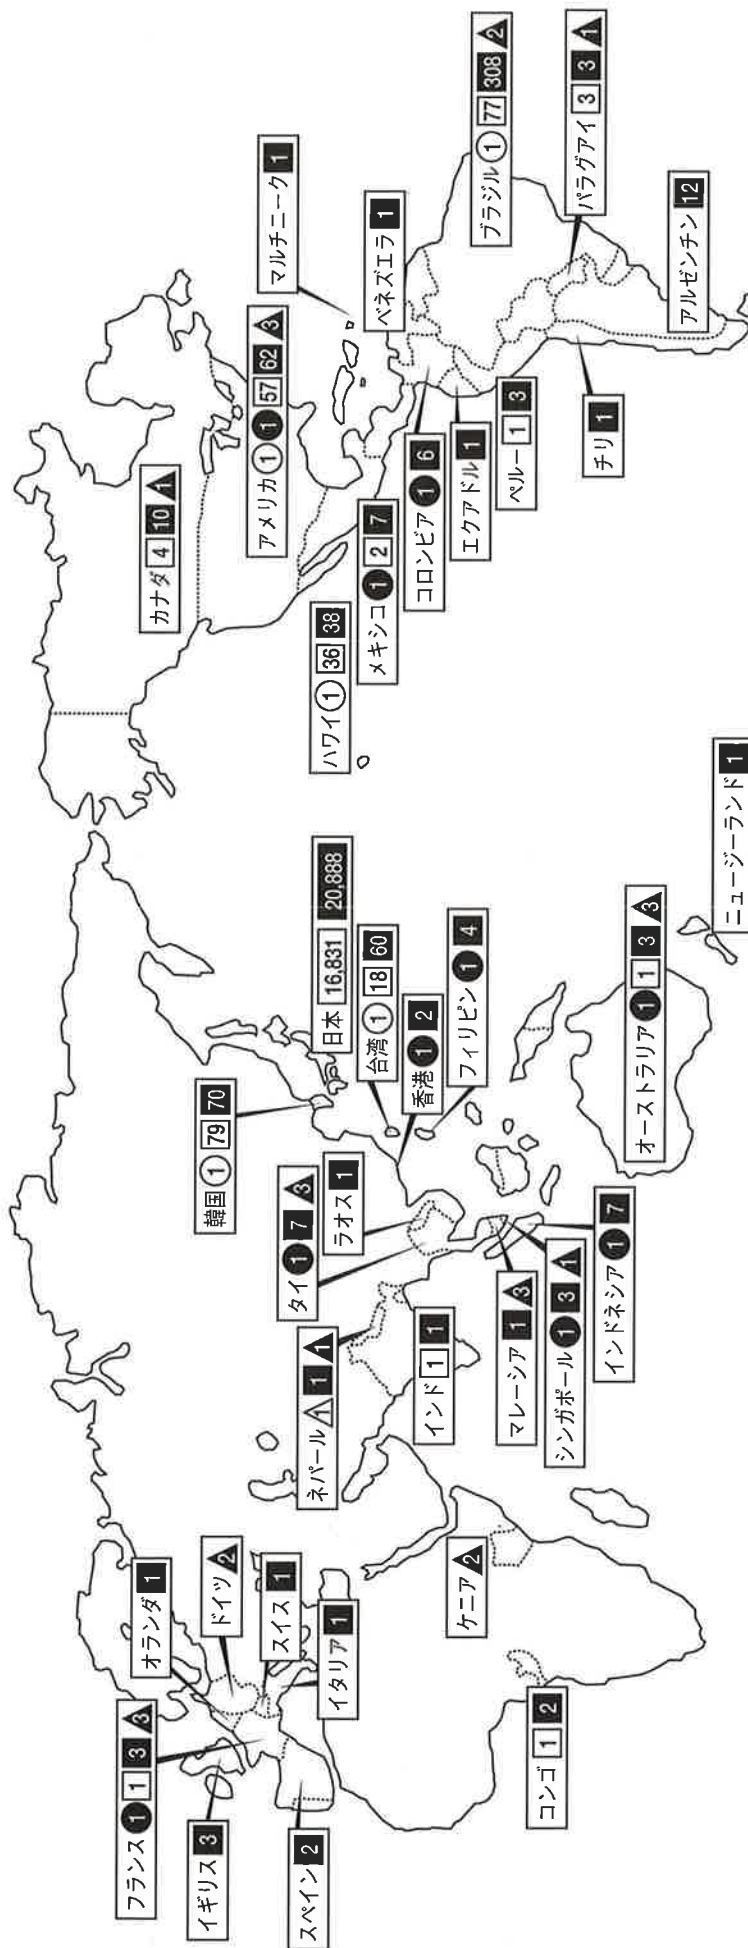 フランス 1 1 3 3
オランダ 1
イギリス 3
ドイツ 2
スイス 1
スペイン 2
イタリア 1
コンゴ 1 2
ケニア 2
ネパール 1 1 1
タイ 1 7 3
ラオス 1
インド 1 1
マレーシア 1 3
シンガポール 1 3 1
インドネシア 1 7
韓国 1 79 70
日本 16,831 20,888
台湾 1 18 60
香港 1 2
フィリピン 1 4
オーストラリア 1 1 3 3
ニュージーランド 1
カナダ 4 10 1
アメリカ 1 1 57 62 3
ハワイ 1 36 38
メキシコ 1 2 7
マルチニーク 1
ベネズエラ 1
コロンビア 1 6
エクアドル 1
ペルー 1 3
チリ 1
ブラジル 1 77 308 2
パラグアイ 3 3 1
アルゼンチン 12